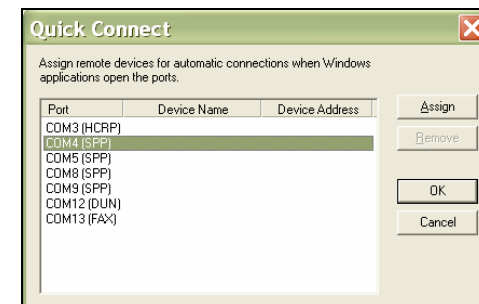 Quick Connect
Assign remote devices for automatic connections when Windows
applications open the ports.
Port Device Name Device Address
COM3 (HCRP)
COM4 (SPP)
COM5 (SPP)
COM8 (SPP)
COM9 (SPP)
COM12 (DUN)
COM13 (FAX)
Assign
Remove
OK
Cancel